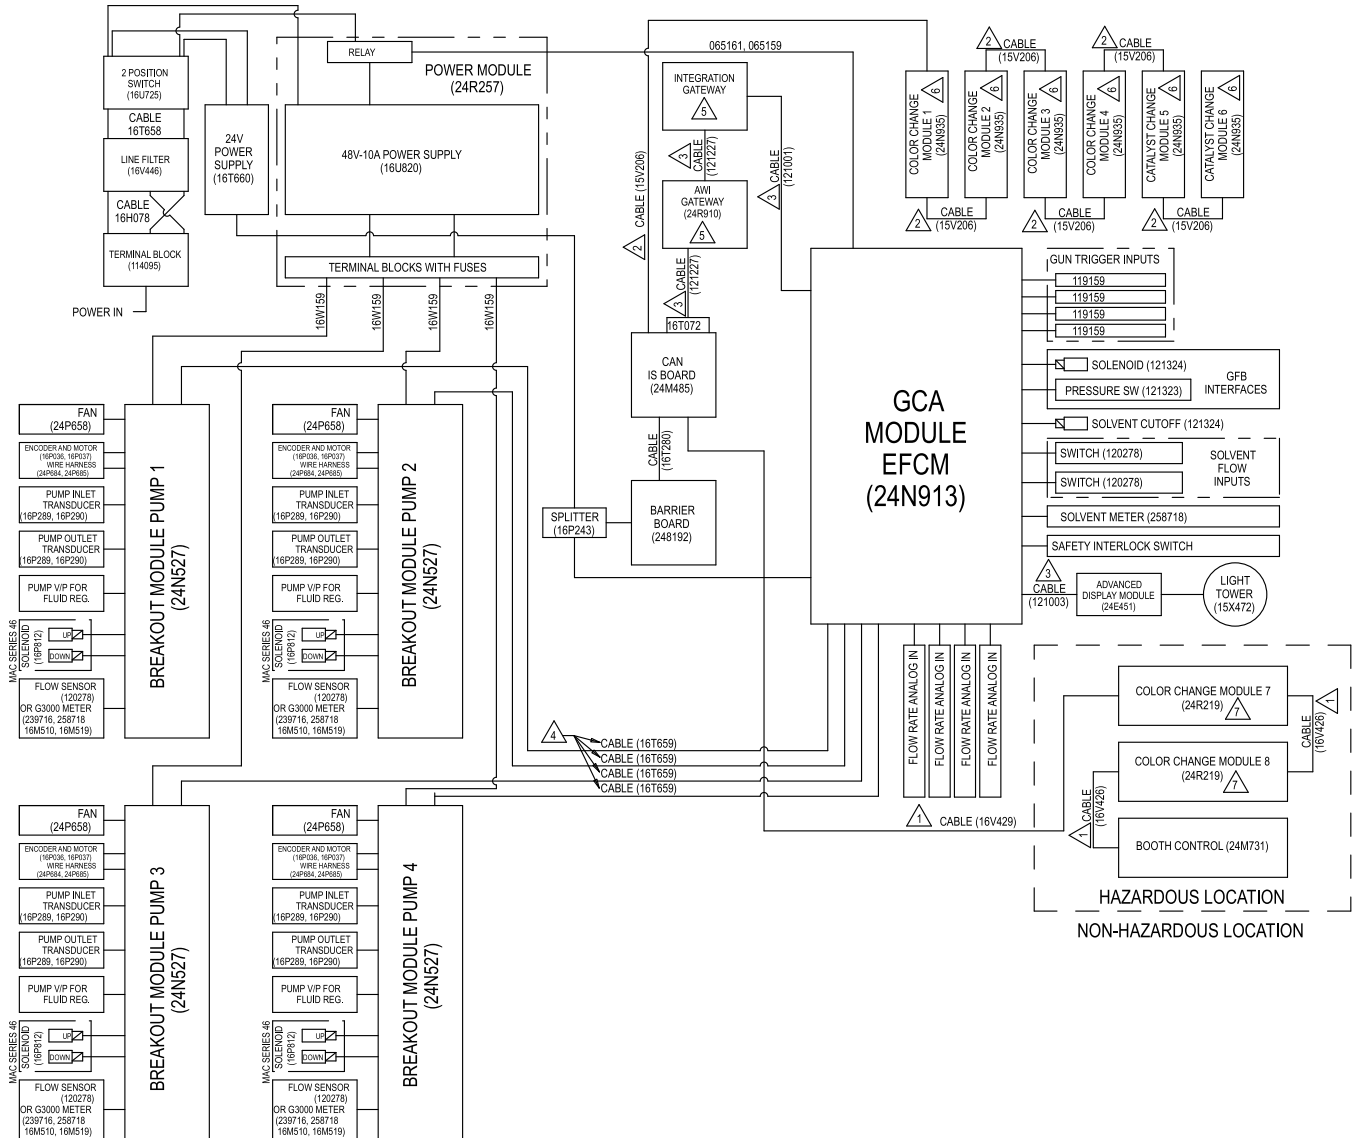 RELAY
POWER MODULE
(24R257)
065161, 065159
2 POSITION
SWITCH
(16U725)
CABLE
16T658
LINE FILTER
(16V446)
CABLE
16H078
TERMINAL BLOCK
(114095)
POWER IN
24V
POWER
SUPPLY
(16T660)
48V-10A POWER SUPPLY
(16U820)
TERMINAL BLOCKS WITH FUSES
16W159
16W159
16W159
16W159
CABLE (15V206)
2
INTEGRATION
GATEWAY
5
3
CABLE
(121227)
AWI
GATEWAY
(24R910)
5
3
CABLE
(121227)
16T072
3
CABLE
(121001)
CAN
IS BOARD
(24M485)
CABLE
(16T280)
BARRIER
BOARD
(248192)
SPLITTER
(16P243)
2
CABLE
(15V206)
2
CABLE
(15V206)
COLOR CHANGE
MODULE 1
(24N935)
6
COLOR CHANGE
MODULE 2
(24N935)
6
COLOR CHANGE
MODULE 3
(24N935)
6
COLOR CHANGE
MODULE 4
(24N935)
6
CATALYST CHANGE
MODULE 5
(24N935)
6
CATALYST CHANGE
MODULE 6
(24N935)
6
2
CABLE
(15V206)
2
CABLE
(15V206)
2
CABLE
(15V206)
GCA
MODULE
EFCM
(24N913)
GUN TRIGGER INPUTS
119159
119159
119159
119159
SOLENOID (121324)
PRESSURE SW (121323)
GFB
INTERFACES
SOLVENT CUTOFF (121324)
SWITCH (120278)
SWITCH (120278)
SOLVENT
FLOW
INPUTS
SOLVENT METER (258718)
SAFETY INTERLOCK SWITCH
3
CABLE
(121003)
ADVANCED
DISPLAY MODULE
(24E451)
LIGHT
TOWER
(15X472)
FLOW RATE ANALOG IN
FLOW RATE ANALOG IN
FLOW RATE ANALOG IN
FLOW RATE ANALOG IN
COLOR CHANGE MODULE 7
(24R219)
7
1
CABLE
(16V426)
COLOR CHANGE MODULE 8
(24R219)
7
1
CABLE
(16V426)
BOOTH CONTROL (24M731)
HAZARDOUS LOCATION
NON-HAZARDOUS LOCATION
1
CABLE (16V429)
4
CABLE (16T659)
CABLE (16T659)
CABLE (16T659)
CABLE (16T659)
FAN
(24P658)
ENCODER AND MOTOR
(16P036, 16P037)
WIRE HARNESS
(24P684, 24P685)
PUMP INLET
TRANSDUCER
(16P289, 16P290)
PUMP OUTLET
TRANSDUCER
(16P289, 16P290)
PUMP V/P FOR
FLUID REG.
MAC SERIES 46
SOLENOID
(16P812)
UP
DOWN
FLOW SENSOR
(120278)
OR G3000 METER
(239716, 258718
16M510, 16M519)
BREAKOUT MODULE PUMP 1
(24N527)
FAN
(24P658)
ENCODER AND MOTOR
(16P036, 16P037)
WIRE HARNESS
(24P684, 24P685)
PUMP INLET
TRANSDUCER
(16P289, 16P290)
PUMP OUTLET
TRANSDUCER
(16P289, 16P290)
PUMP V/P FOR
FLUID REG.
MAC SERIES 46
SOLENOID
(16P812)
UP
DOWN
FLOW SENSOR
(120278)
OR G3000 METER
(239716, 258718
16M510, 16M519)
BREAKOUT MODULE PUMP 2
(24N527)
FAN
(24P658)
ENCODER AND MOTOR
(16P036, 16P037)
WIRE HARNESS
(24P684, 24P685)
PUMP INLET
TRANSDUCER
(16P289, 16P290)
PUMP OUTLET
TRANSDUCER
(16P289, 16P290)
PUMP V/P FOR
FLUID REG.
MAC SERIES 46
SOLENOID
(16P812)
UP
DOWN
FLOW SENSOR
(120278)
OR G3000 METER
(239716, 258718
16M510, 16M519)
BREAKOUT MODULE PUMP 3
(24N527)
FAN
(24P658)
ENCODER AND MOTOR
(16P036, 16P037)
WIRE HARNESS
(24P684, 24P685)
PUMP INLET
TRANSDUCER
(16P289, 16P290)
PUMP OUTLET
TRANSDUCER
(16P289, 16P290)
PUMP V/P FOR
FLUID REG.
MAC SERIES 46
SOLENOID
(16P812)
UP
DOWN
FLOW SENSOR
(120278)
OR G3000 METER
(239716, 258718
16M510, 16M519)
BREAKOUT MODULE PUMP 4
(24N527)